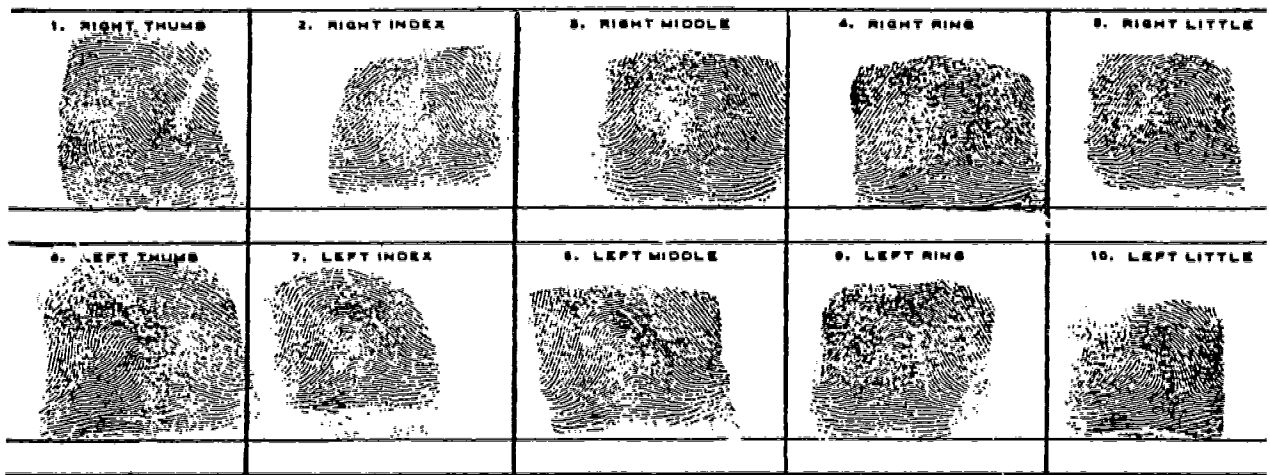 1. RIGHT THUMB
2. RIGHT INDEX
3. RIGHT MIDDLE
4. RIGHT RING
5. RIGHT LITTLE
6. LEFT THUMB
7. LEFT INDEX
8. LEFT MIDDLE
9. LEFT RING
10. LEFT LITTLE